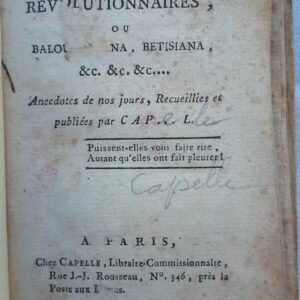 RÉVOLUTIONNAIRES,
OU
NA, BETISIANA,
&c. &c. &c....
Anecdotes de nos jours, Recueillies et
publiées par CAP L.
Puissent-elles vous faire rire,
Autant qu'elles ont fait pleurer!
Capelle
A PARIS,
Chez CAPELLE, Libraire-Commissionnaire,
Rue J.-J. Rousseau, N°. 346, près la
Poste aux